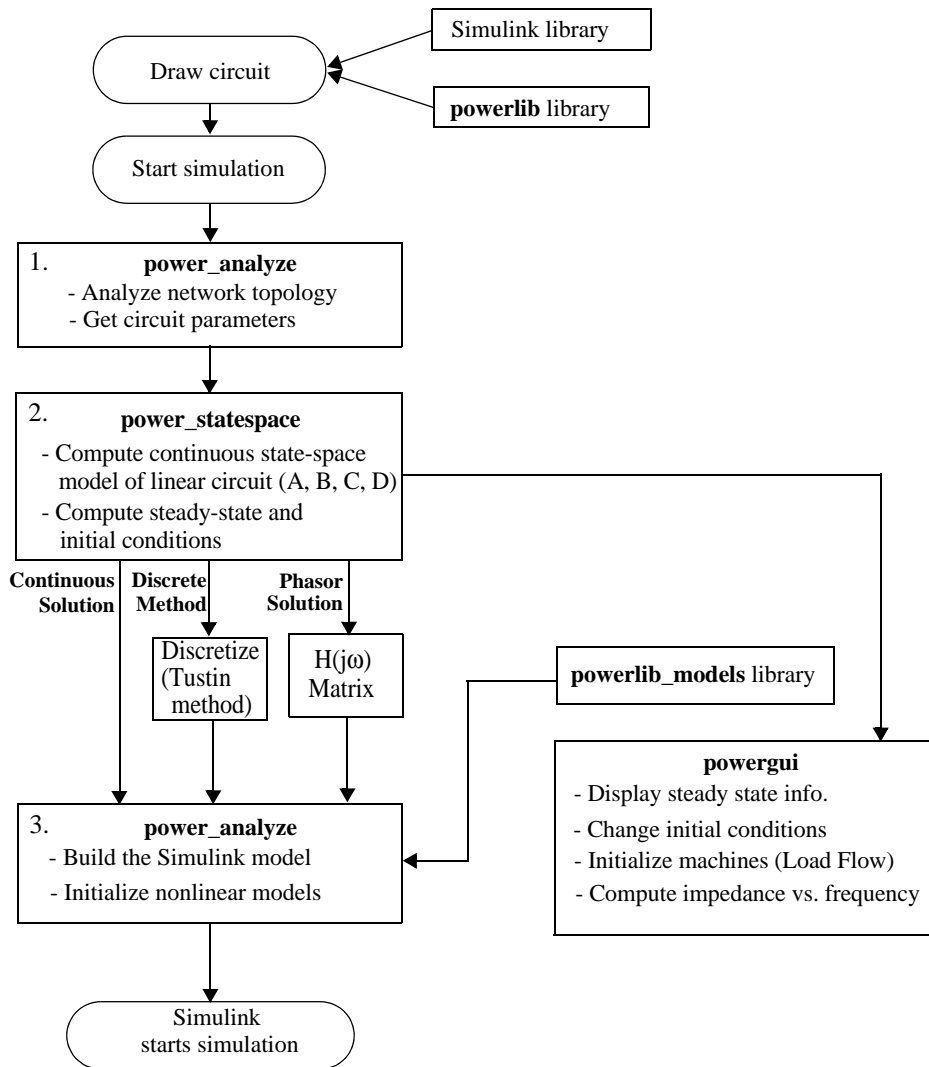 Simulink library
Draw circuit
powerlib library
Start simulation
1.
power_analyze
- Analyze network topology
- Get circuit parameters
2.
power_statespace
- Compute continuous state-space
model of linear circuit (A, B, C, D)
- Compute steady-state and
initial conditions
Continuous
Solution
Discrete
Method
Phasor
Solution
Discretize
(Tustin
method)
H(jω)
Matrix
powerlib_models library
powergui
- Display steady state info.
- Change initial conditions
- Initialize machines (Load Flow)
- Compute impedance vs. frequency
3.
power_analyze
- Build the Simulink model
- Initialize nonlinear models
Simulink
starts simulation